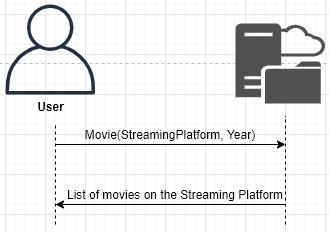 User
Movie(StreamingPlatform, Year)
List of movies on the Streaming Platform